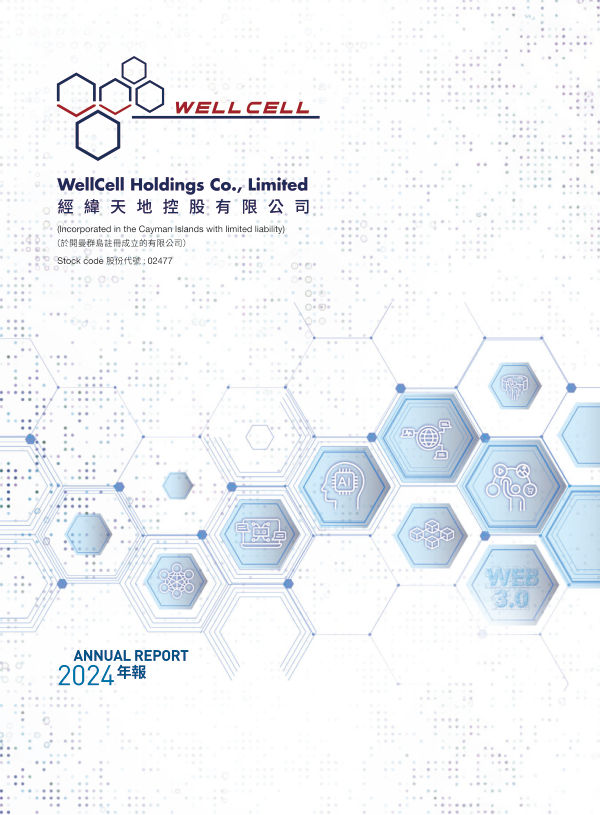 WELL CELL
WellCell Holdings Co., Limited
經緯天地控股有限公司
(Incorporated in the Cayman Islands with limited liability)
(於開曼群島註冊成立的有限公司)
Stock code 股份代號 : 02477
AI
WEB
3.0
ANNUAL REPORT
2024年報